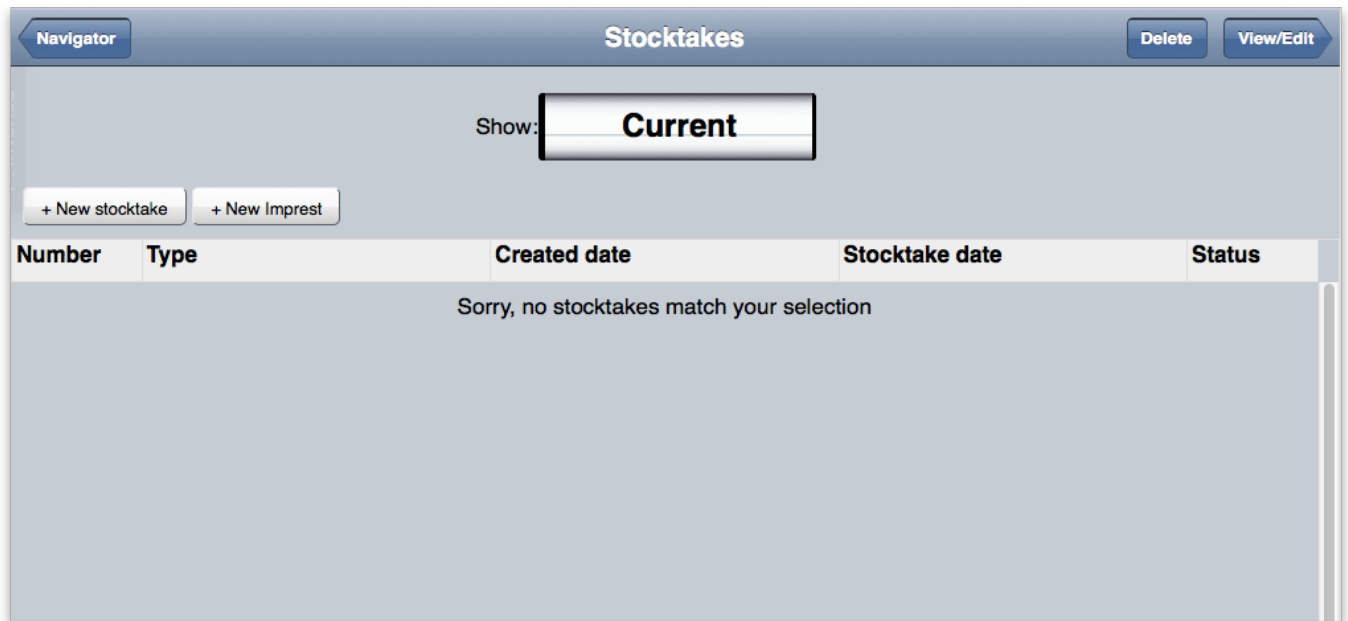 Navigator Stocktakes Delete View/Edit
Show: Current
+ New stocktake + New Imprest
Number Type Created date Stocktake date Status
Sorry, no stocktakes match your selection